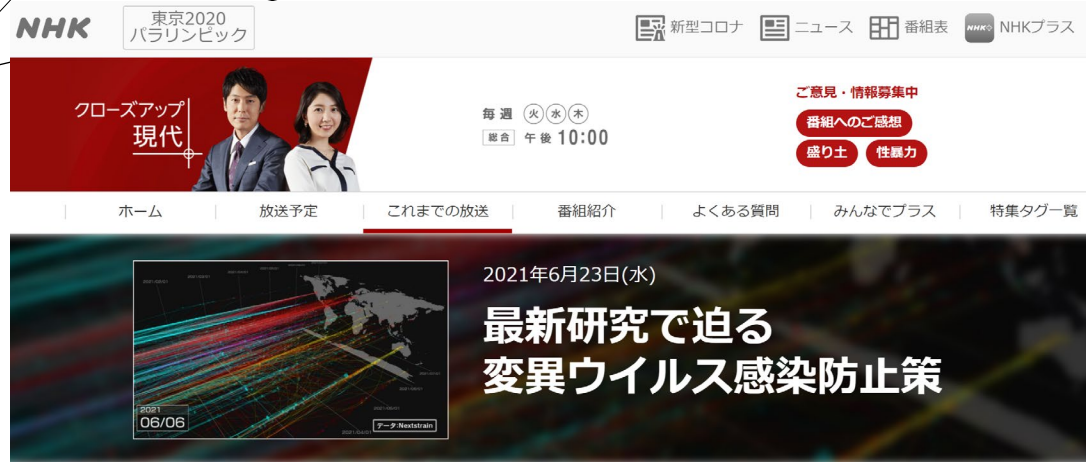 NHK
東京2020
パラリンピック
新型コロナ
ニュース
番組表
NHK+ NHKプラス
クローズアップ
現代
毎週 火 水 木
総合 午後 10:00
ご意見・情報募集中
番組へのご感想
盛り土 性暴力
ホーム
放送予定
これまでの放送
番組紹介
よくある質問
みんなでプラス
特集タグ一覧
2021年6月23日(水)
最新研究で迫る
変異ウイルス感染防止策
2021
06/06
データ:Nextstrain